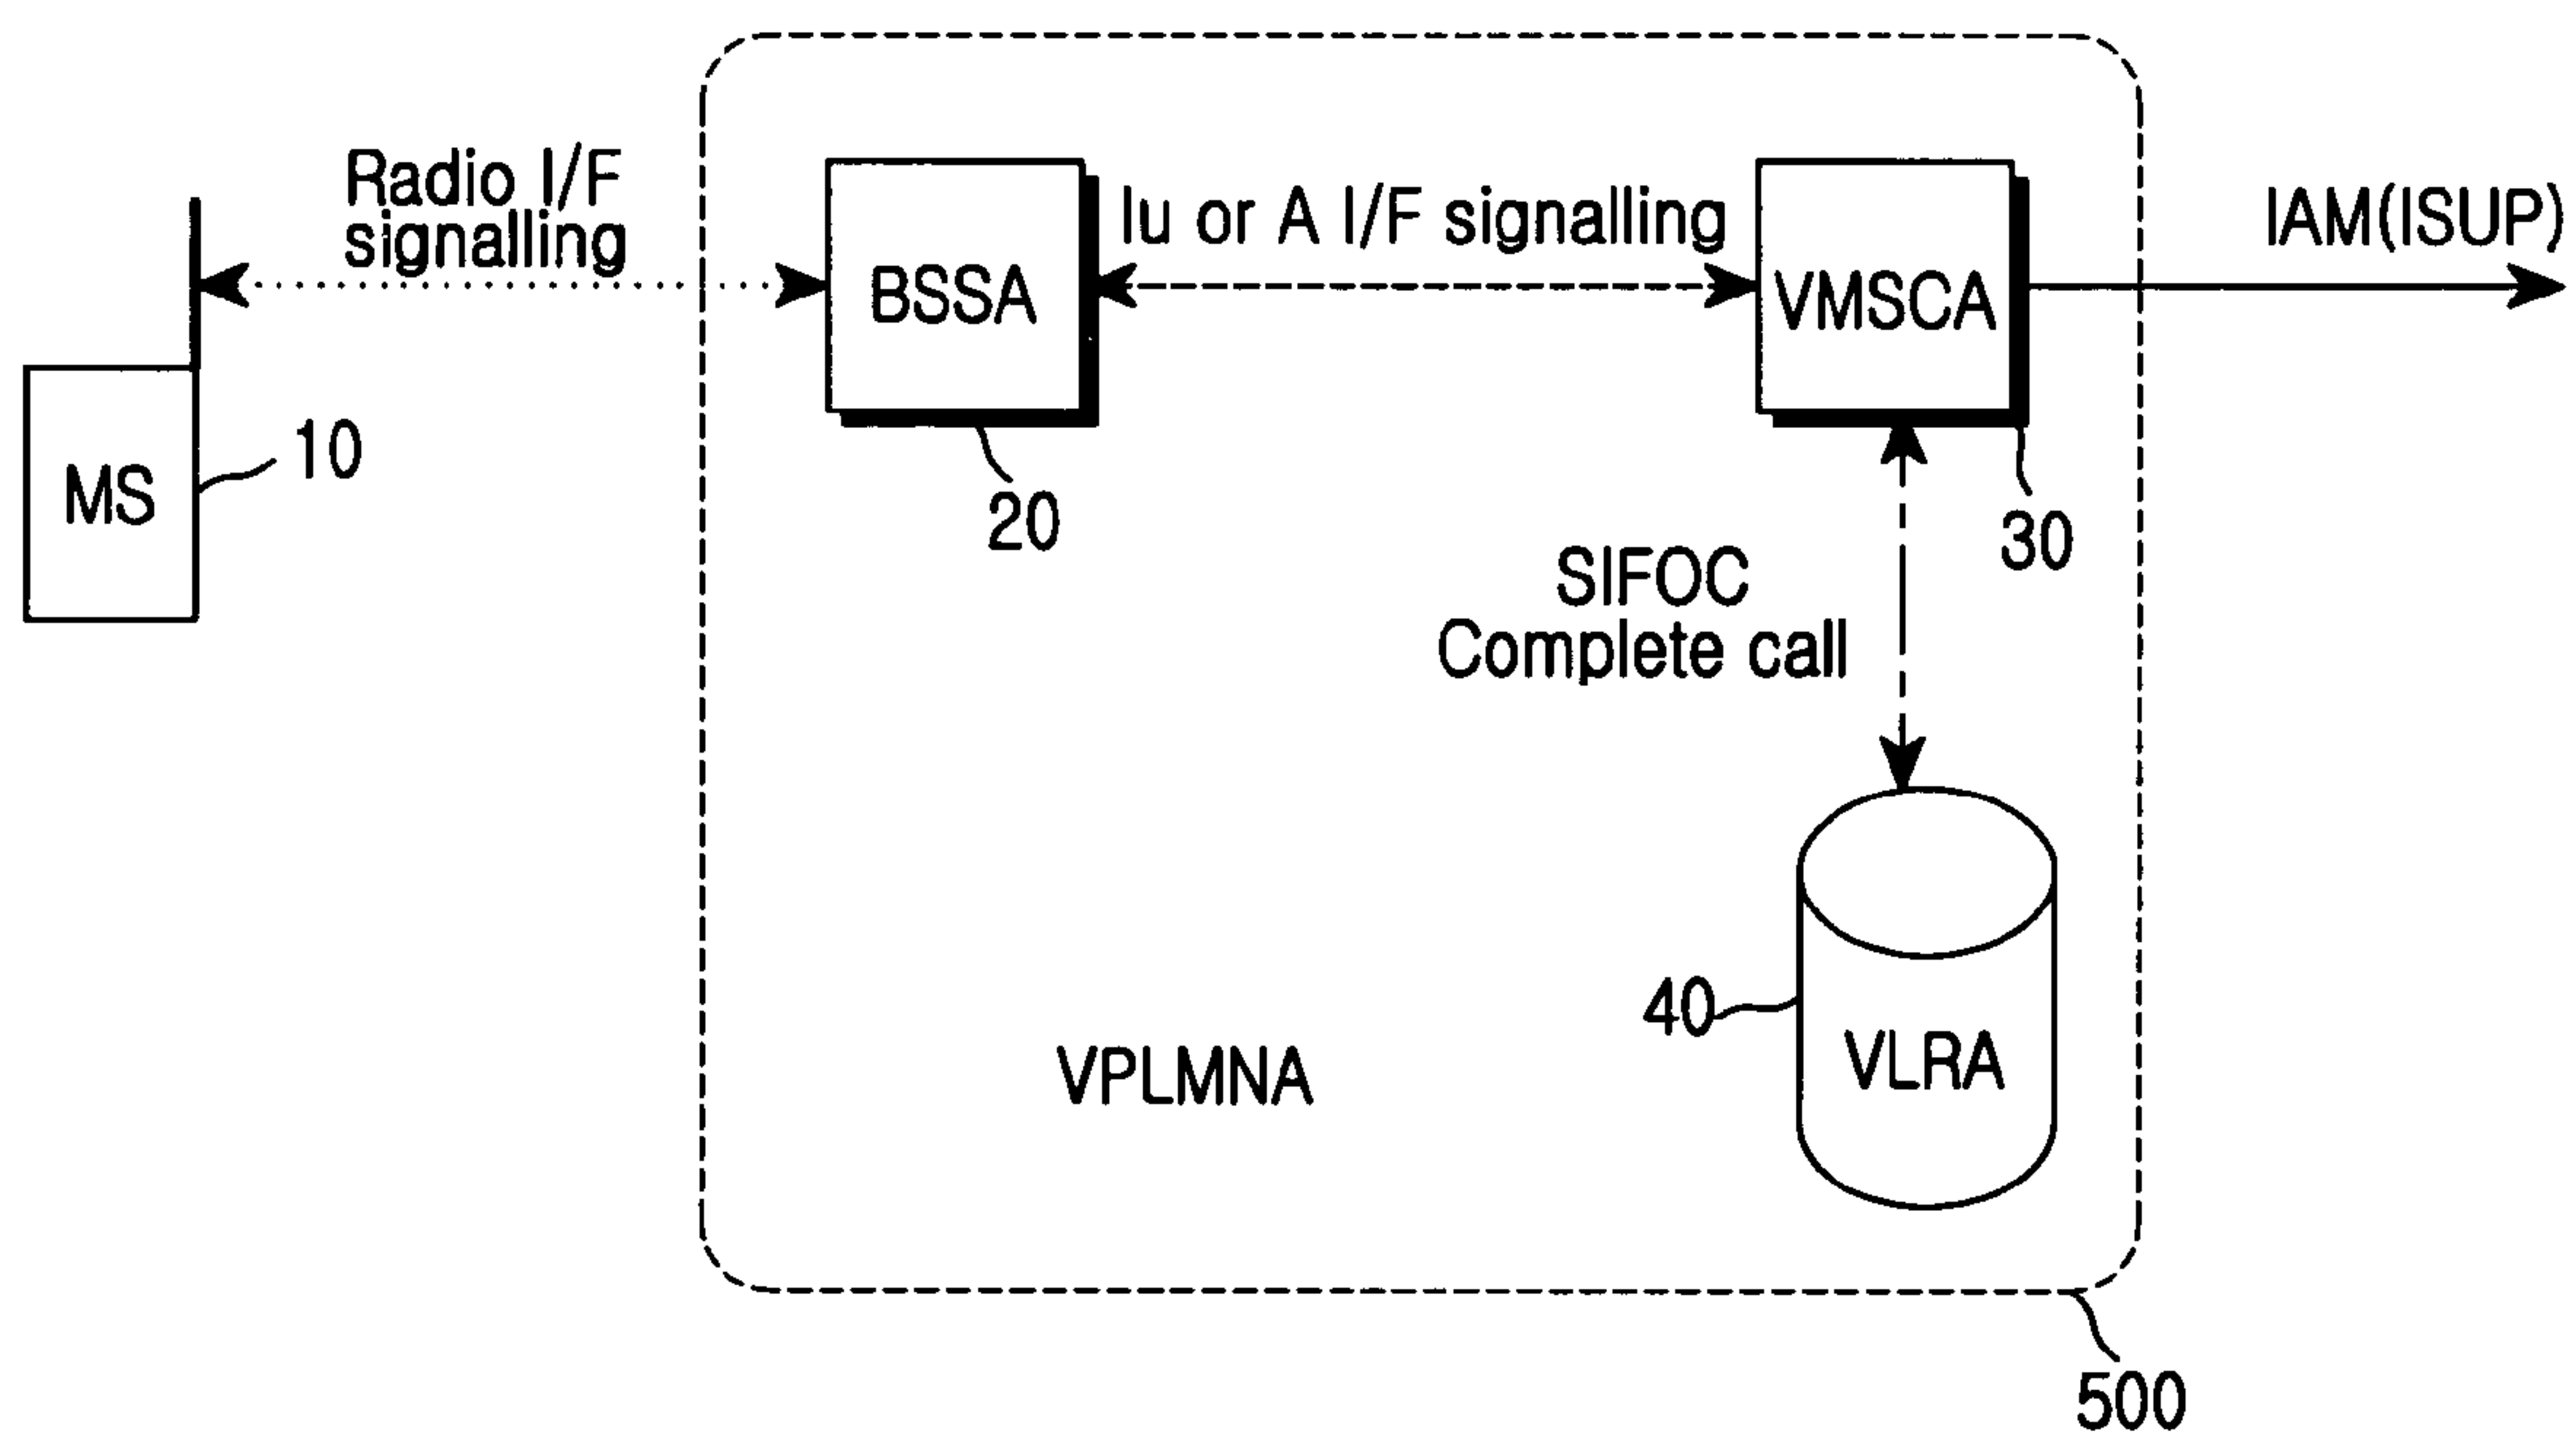 Radio I/F
signalling
Iu or A I/F signalling
IAM(ISUP)
BSSA
VMSCA
MS
10
20
30
SIFOC
Complete call
40
VLRA
VPLMNA
500